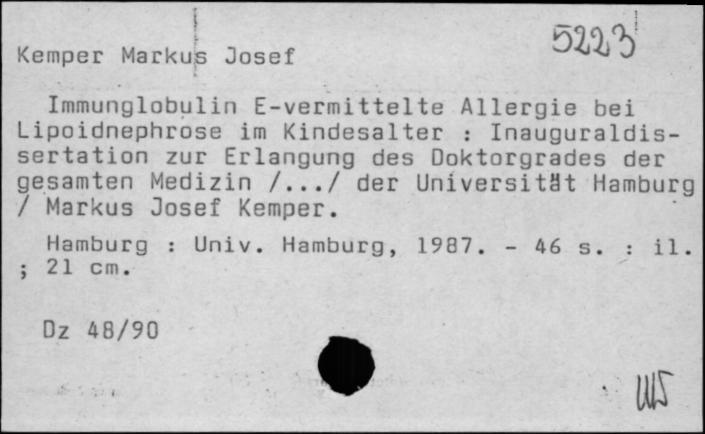 5223
Kemper Markus Josef
Immunglobulin E-vermittelte Allergie bei
Lipoidnephrose im Kindesalter : Inauguraldis-
sertation zur Erlangung des Doktorgrades der
gesamten Medizin /.../ der Universität Hamburg
/ Markus Josef Kemper.
Hamburg : Univ. Hamburg, 1987. - 46 s. : il.
; 21 cm.
Dz 48/90